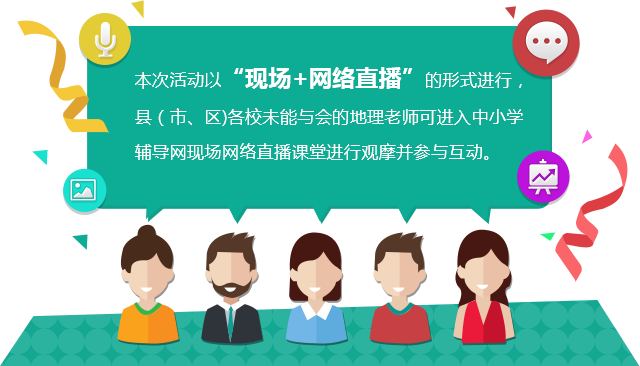 本次活动以“现场+网络直播”的形式进行，
县（市、区)各校未能与会的地理老师可进入中小学
辅导网现场网络直播课堂进行观摩并参与互动。